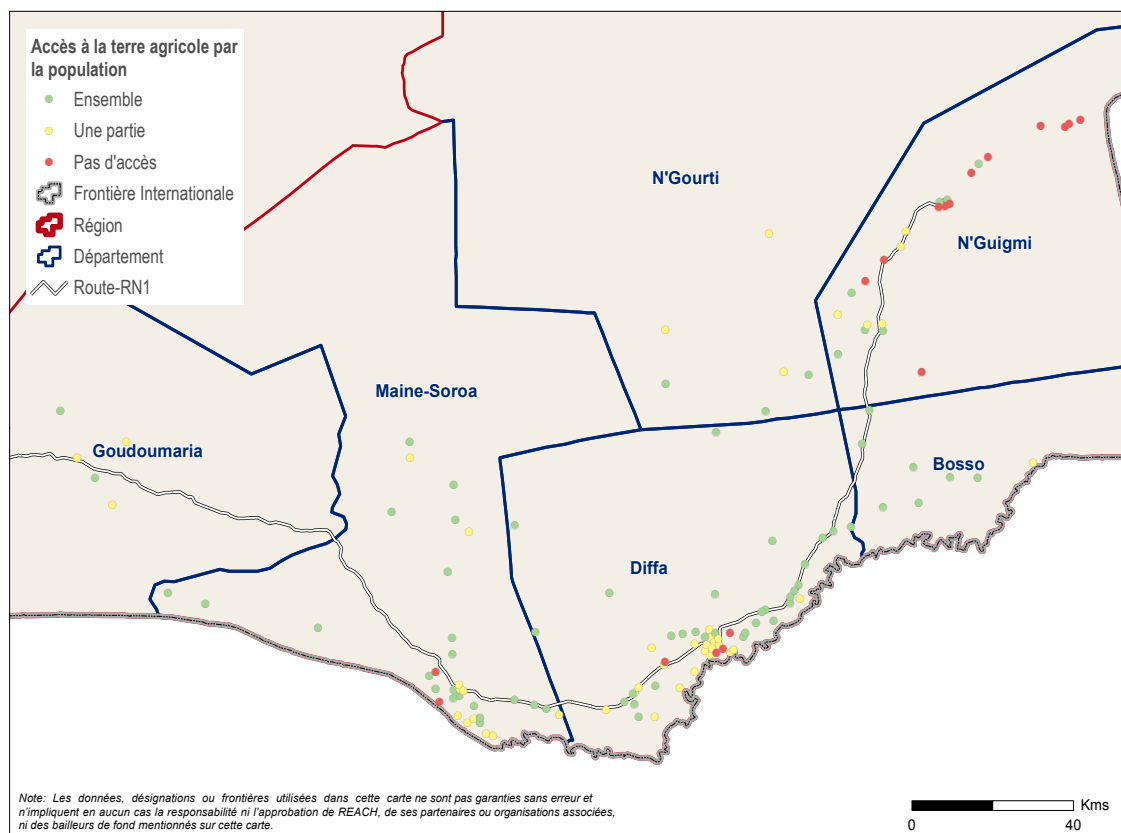 Accès à la terre agricole par
la population
Ensemble
Une partie
Pas d'accès
Frontière Internationale
Région
Département
Route-RN1
N'Gourti
N'Guigmi
Maine-Soroa
Goudoumaria
Bosso
Diffa
Note: Les données, désignations ou frontières utilisées dans cette carte ne sont pas garanties sans erreur et
n'impliquent en aucun cas la responsabilité ni l'approbation de REACH, de ses partenaires ou organisations associées,
ni des bailleurs de fond mentionnés sur cette carte.
Kms
0 40